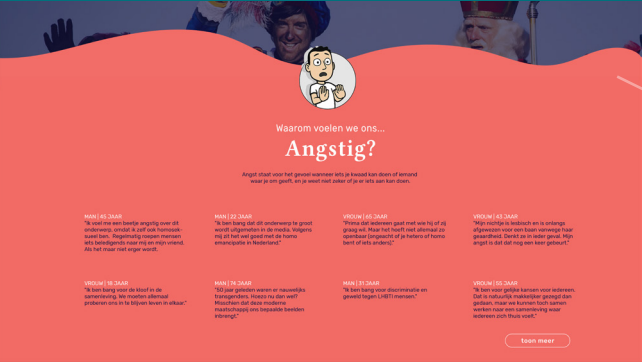 Waarom voelen we ons...
Angstig?
Angst staat voor het gevoel wanneer iets je kwaad kan doen of iemand
waar je om geeft, en je weet niet zeker of je er iets aan kan doen.
MAN | 45 JAAR
"Ik voel me een beetje angstig over dit
onderwerp, omdat ik zelf ook homosek-
sueel ben. Regelmatig roepen mensen
iets beledigends naar mij en mijn vriend.
Als het maar niet erger wordt.
MAN | 22 JAAR
"Ik ben bang dat dit onderwerp te groot
wordt uitgemeten in de media. Volgens
mij zit het wel goed met de homo
emancipatie in Nederland."
VROUW | 65 JAAR
"Prima dat iedereen gaat met wie hij of zij
graag wil. Maar het hoeft niet allemaal zo
openbaar (ongeacht of je hetero of homo
bent of iets anders)."
VROUW | 43 JAAR
"Mijn nichtje is lesbisch en is onlangs
afgewezen voor een baan vanwege haar
geaardheid. Denkt ze in ieder geval. Mijn
angst is dat dat nog een keer gebeurt."
VROUW | 18 JAAR
"Ik ben bang voor de kloof in de
samenleving. We moeten allemaal
proberen ons in te blijven leven in elkaar."
MAN | 74 JAAR
"50 jaar geleden waren er nauwelijks
transgenders. Hoezo nu dan wel?
Misschien dat deze moderne
maatschappij ons bepaalde beelden
inbrengt."
MAN | 31 JAAR
"Ik ben bang voor discriminatie en
geweld tegen LHBTI mensen."
VROUW | 55 JAAR
"Ik ben voor gelijke kansen voor iedereen.
Dat is natuurlijk makkelijker gezegd dan
gedaan, maar we kunnen toch samen
werken naar een samenleving waar
iedereen zich thuis voelt."
toon meer